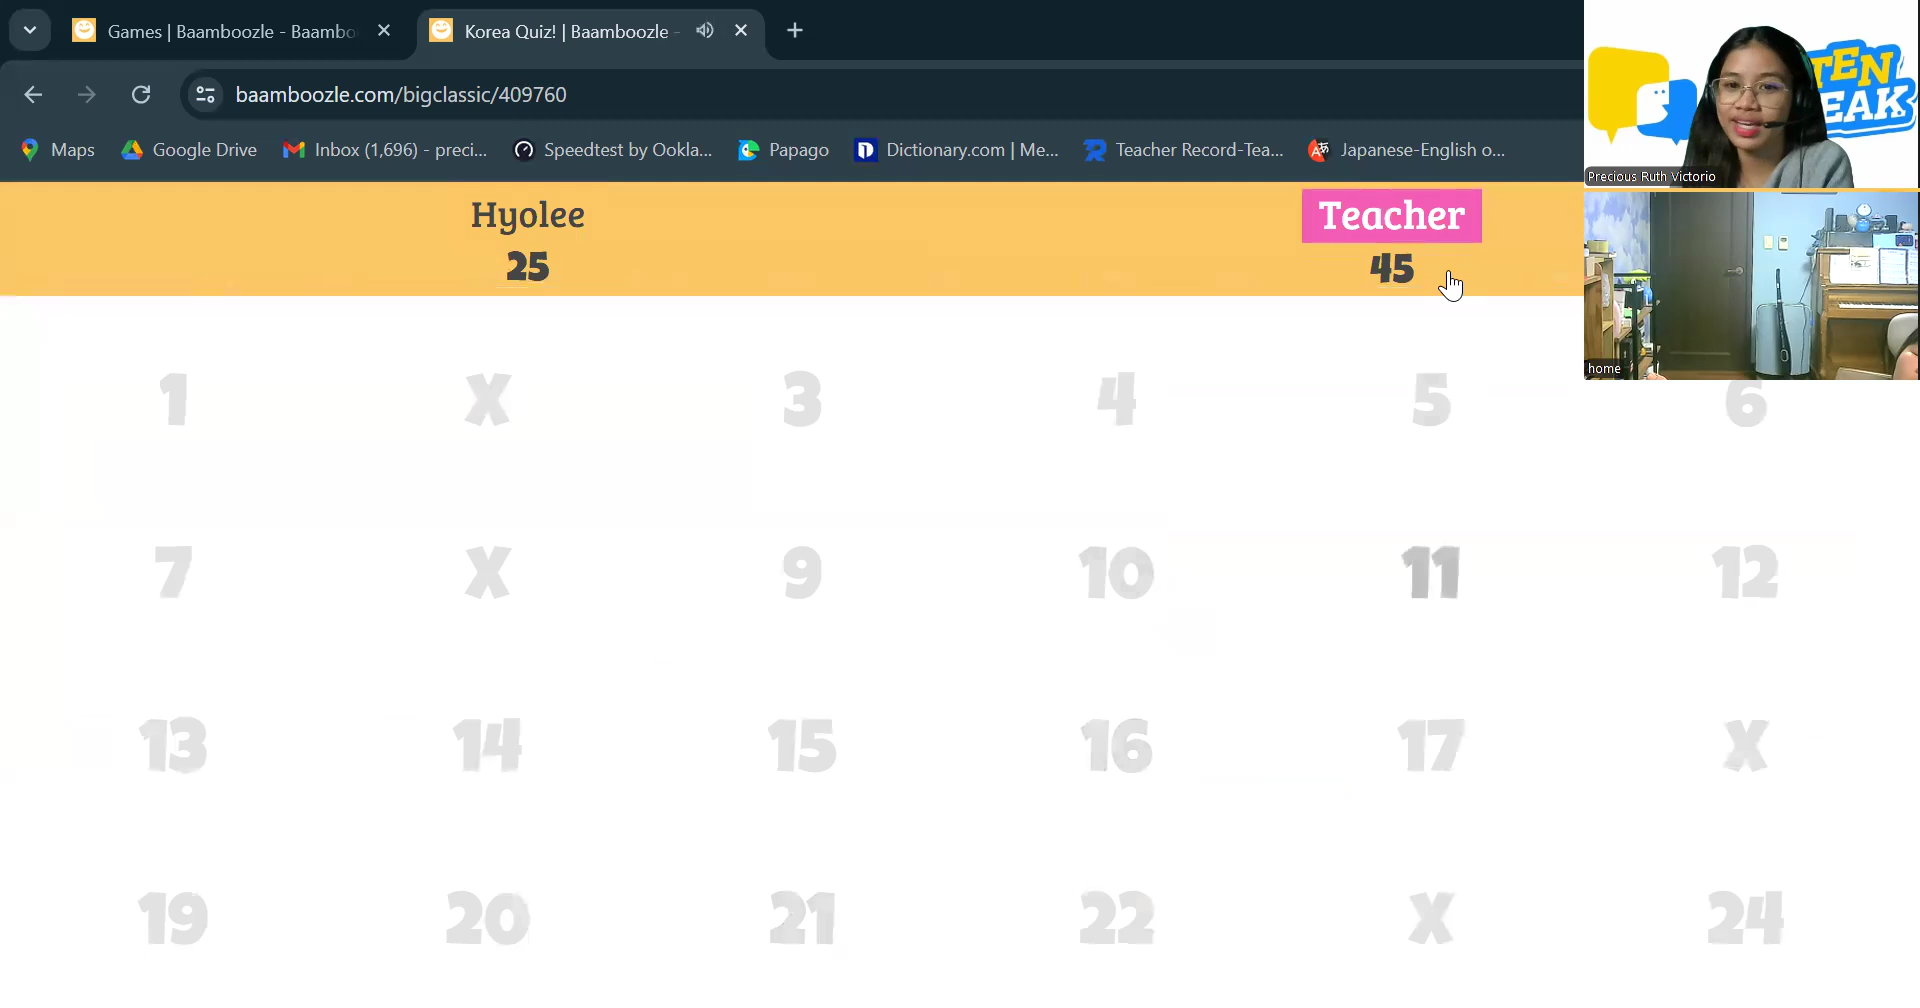 Games | Baamboozle - Baambo
Korea Quiz! | Baamboozle -
baamboozle.com/bigclassic/409760
Maps
Google Drive
Inbox (1,696) - preci...
Speedtest by Ookla...
Papago
Dictionary.com | Me...
Teacher Record-Tea...
Japanese-English o...
TEN
EAK
Precious Ruth Victorio
home
Hyolee
Teacher
25
45
1 X 3 4 5 6
7 X 9 10 11 12
13 14 15 16 17 X
19 20 21 22 X 24